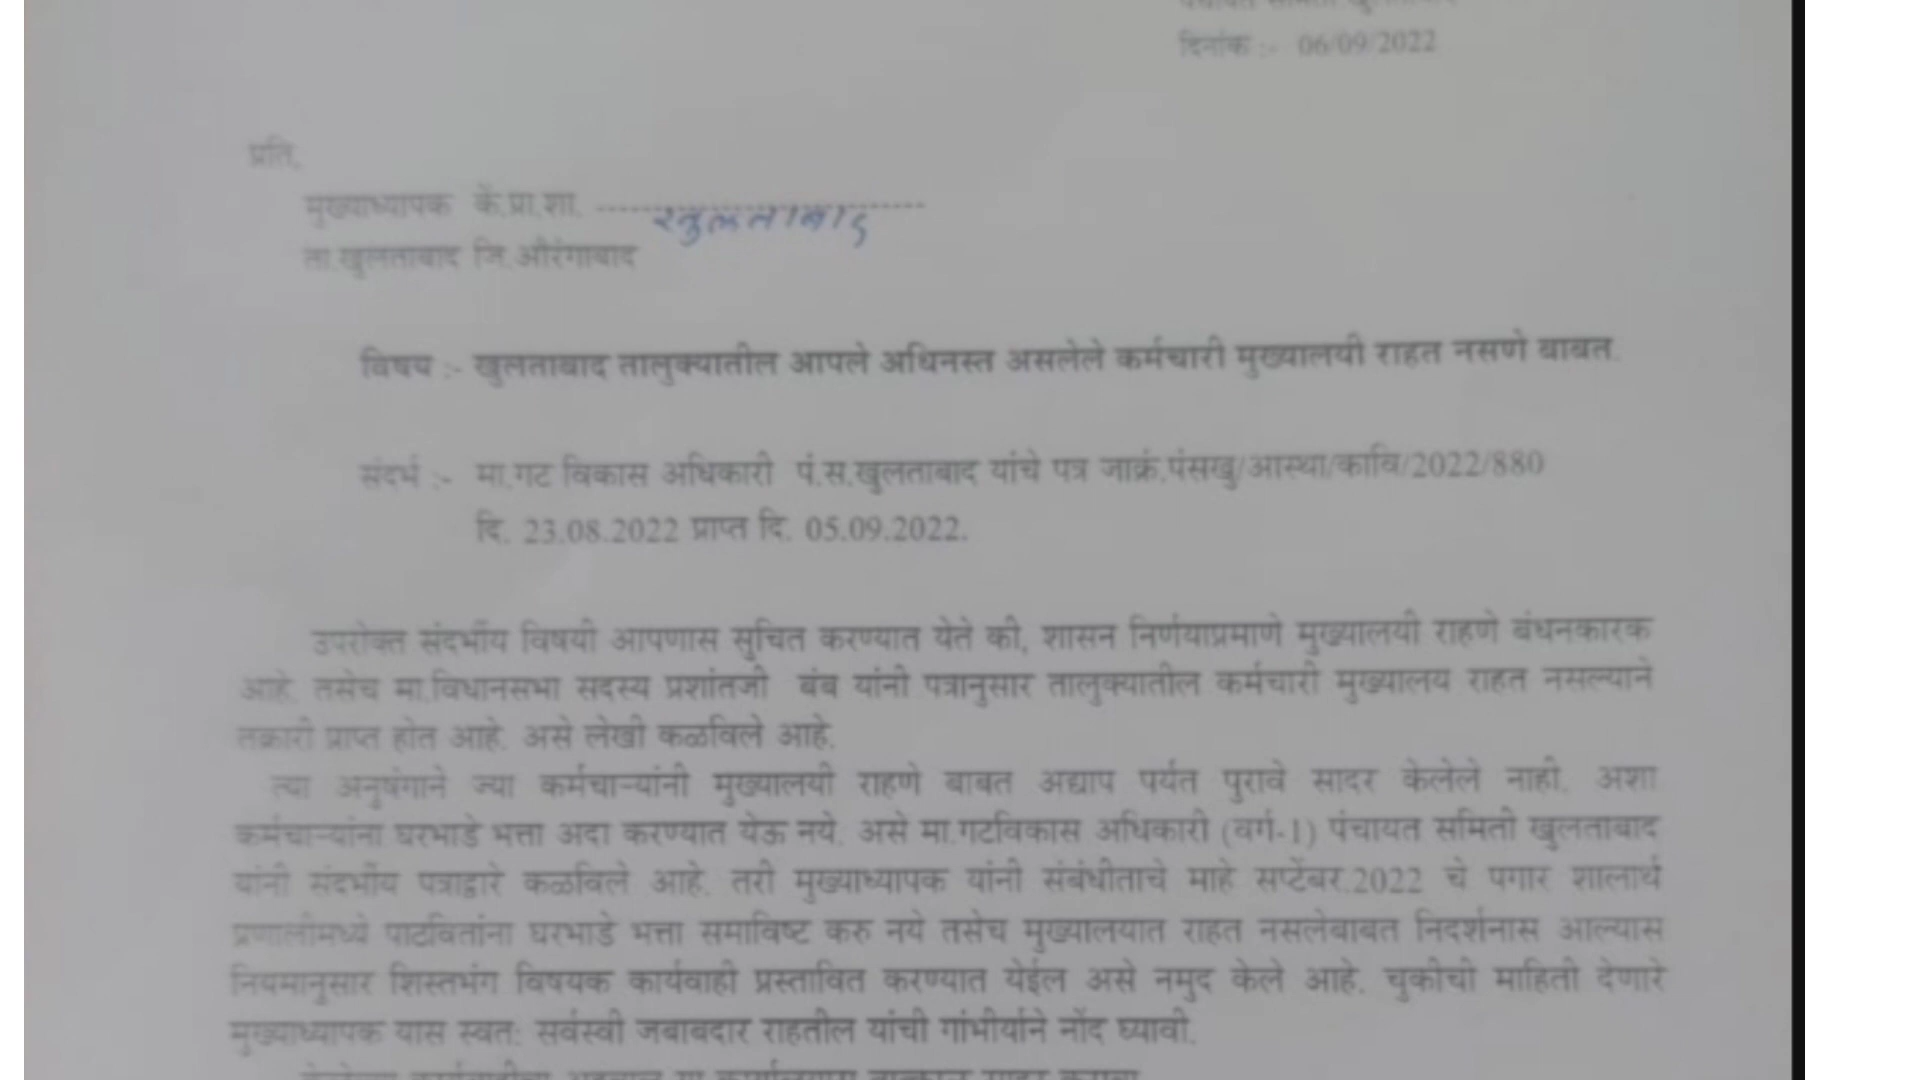 पंचायत समिती खुलताबाद
दिनांक :- 06/09/2022
प्रति,
मुख्याध्यापक कें.प्रा.शा. खुलताबाद
ता.खुलताबाद जि.औरंगाबाद
विषय :- खुलताबाद तालुक्यातील आपले अधिनस्त असलेले कर्मचारी मुख्यालयी राहत नसणे बाबत.
संदर्भ :- मा.गट विकास अधिकारी पं.स.खुलताबाद यांचे पत्र जाक्रं.पंसखु/आस्था/कावि/2022/880
दि. 23.08.2022 प्राप्त दि. 05.09.2022.
उपरोक्त संदर्भीय विषयी आपणास सुचित करण्यात येते की, शासन निर्णयाप्रमाणे मुख्यालयी राहणे बंधनकारक
आहे. तसेच मा.विधानसभा सदस्य प्रशांतजी बंब यांनी पत्रानुसार तालुक्यातील कर्मचारी मुख्यालय राहत नसल्याने
तक्रारी प्राप्त होत आहे. असे लेखी कळविले आहे.
त्या अनुषंगाने ज्या कर्मचाऱ्यांनी मुख्यालयी राहणे बाबत अद्याप पर्यंत पुरावे सादर केलेले नाही. अशा
कर्मचाऱ्यांना घरभाडे भत्ता अदा करण्यात येऊ नये. असे मा.गटविकास अधिकारी (वर्ग-1) पंचायत समिती खुलताबाद
यांनी संदर्भीय पत्राद्वारे कळविले आहे. तरी मुख्याध्यापक यांनी संबंधीताचे माहे सप्टेंबर.2022 चे पगार शालार्थ
प्रणालीमध्ये पाठवितांना घरभाडे भत्ता समाविष्ट करु नये तसेच मुख्यालयात राहत नसलेबाबत निदर्शनास आल्यास
नियमानुसार शिस्तभंग विषयक कार्यवाही प्रस्तावित करण्यात येईल असे नमुद केले आहे. चुकीची माहिती देणारे
मुख्याध्यापक यास स्वत: सर्वस्वी जबाबदार राहतील यांची गांभीर्याने नोंद घ्यावी.